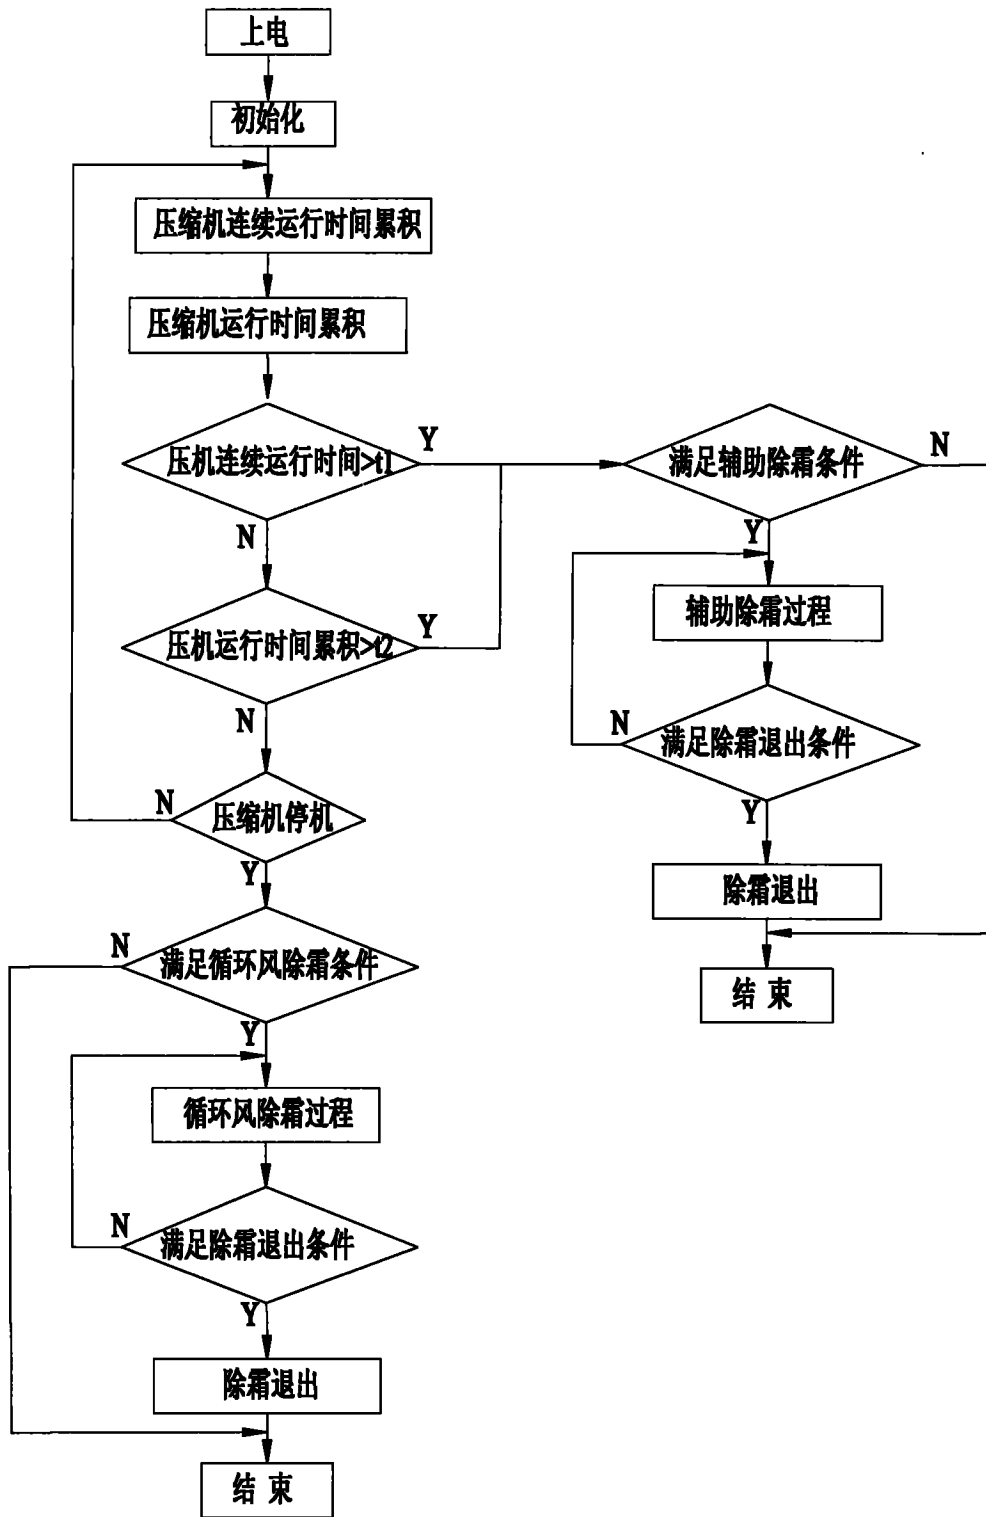 上电
初始化
压缩机连续运行时间累积
压缩机运行时间累积
压机连续运行时间>t1
Y
N
压机运行时间累积>t2
Y
N
压缩机停机
N
Y
满足循环风除霜条件
N
Y
循环风除霜过程
满足除霜退出条件
N
Y
除霜退出
结 束
满足辅助除霜条件
N
Y
辅助除霜过程
满足除霜退出条件
N
Y
除霜退出
结 束